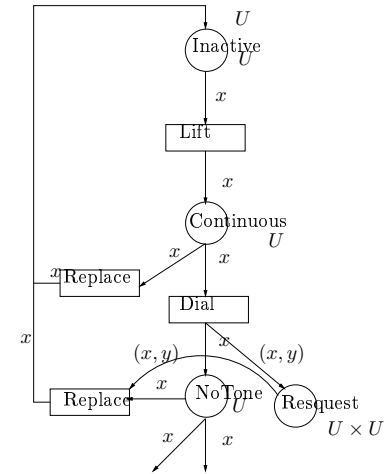 U
Inactive
U
x
Lift
x
Continuous
U
x
x
x
Replace
Dial
x
x
(x, y)
(x, y)
x
NoTone
U
Replace
Resquest
U × U
x
x